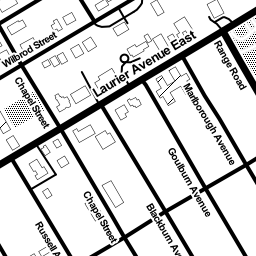 Wilbrod Street
Laurier Avenue East
Range Road
Chapel Street
Marlborough Avenue
Goulburn Avenue
Chapel Street
Blackburn Av
Russell A